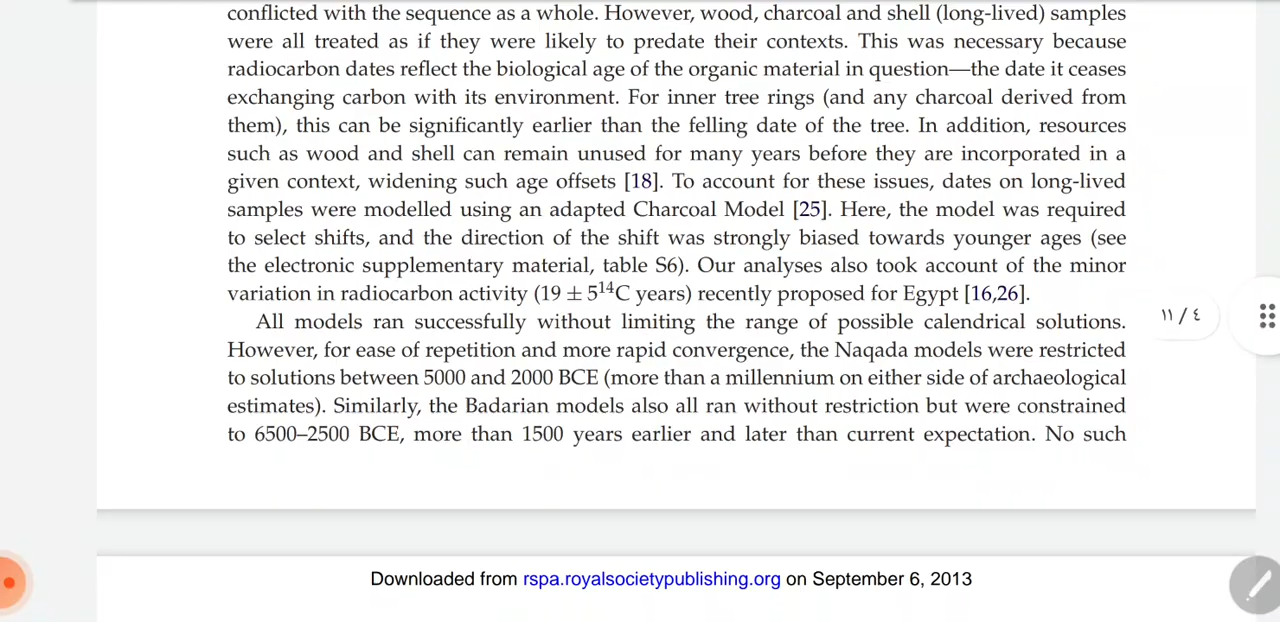 conflicted with the sequence as a whole. However, wood, charcoal and shell (long-lived) samples
were all treated as if they were likely to predate their contexts. This was necessary because
radiocarbon dates reflect the biological age of the organic material in question—the date it ceases
exchanging carbon with its environment. For inner tree rings (and any charcoal derived from
them), this can be significantly earlier than the felling date of the tree. In addition, resources
such as wood and shell can remain unused for many years before they are incorporated in a
given context, widening such age offsets [18]. To account for these issues, dates on long-lived
samples were modelled using an adapted Charcoal Model [25]. Here, the model was required
to select shifts, and the direction of the shift was strongly biased towards younger ages (see
the electronic supplementary material, table S6). Our analyses also took account of the minor
variation in radiocarbon activity (19 ± 5¹⁴C years) recently proposed for Egypt [16,26].
All models ran successfully without limiting the range of possible calendrical solutions.
However, for ease of repetition and more rapid convergence, the Naqada models were restricted
to solutions between 5000 and 2000 BCE (more than a millennium on either side of archaeological
estimates). Similarly, the Badarian models also all ran without restriction but were constrained
to 6500–2500 BCE, more than 1500 years earlier and later than current expectation. No such
١١ / ٤
Downloaded from rspa.royalsocietypublishing.org on September 6, 2013